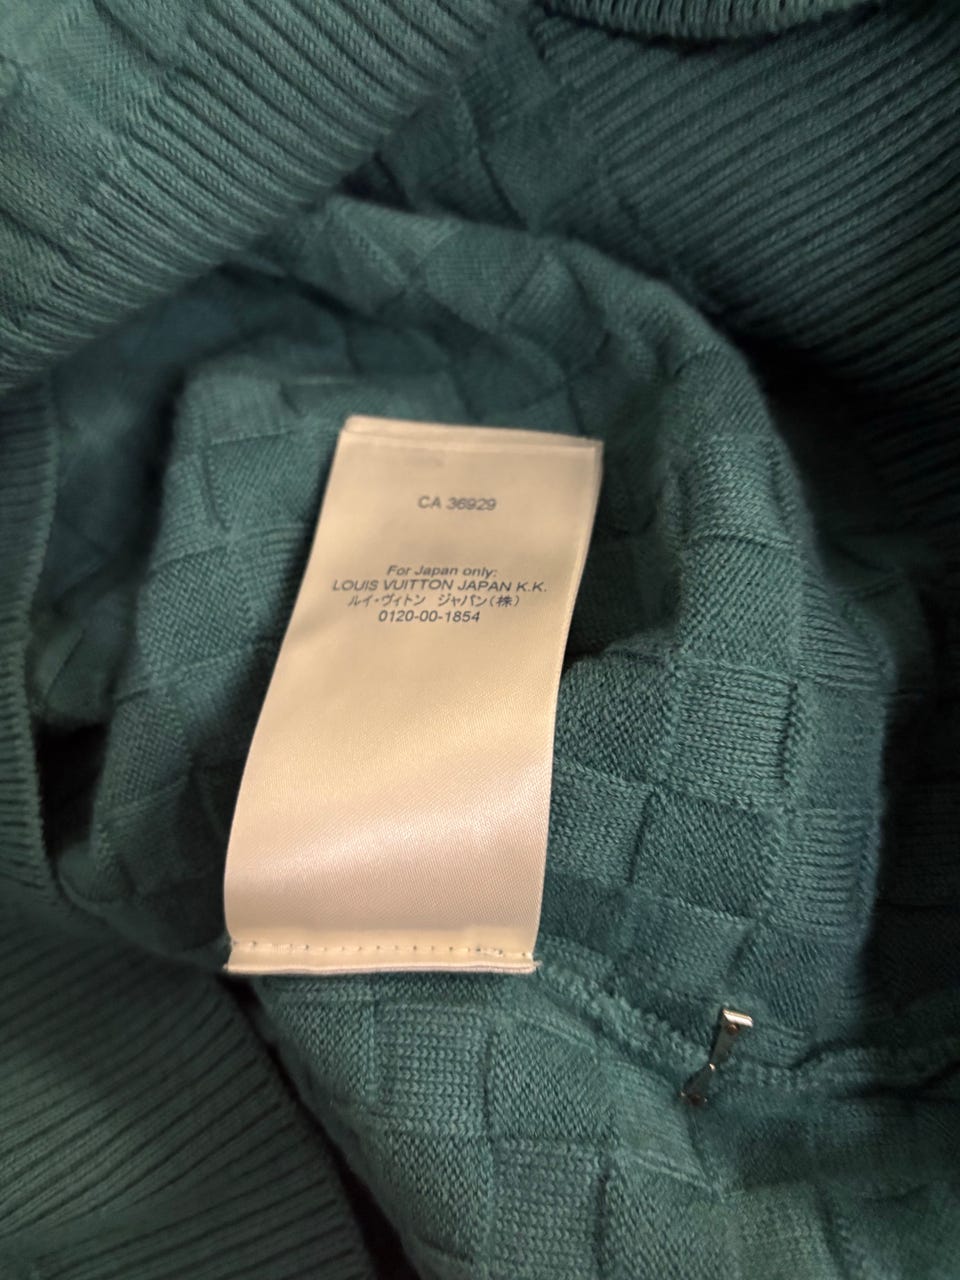 CA 36929
For Japan only:
LOUIS VUITTON JAPAN K.K.
ルイ・ヴィトン ジャパン(株)
0120-00-1854